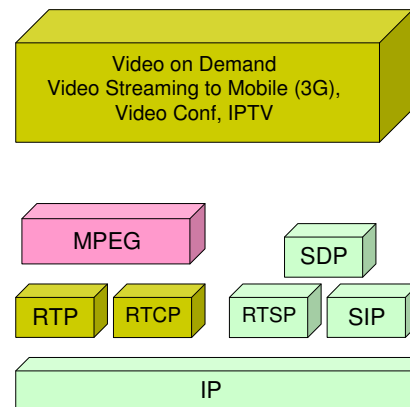 Video on Demand
Video Streaming to Mobile (3G),
Video Conf, IPTV
MPEG
SDP
RTP
RTCP
RTSP
SIP
IP